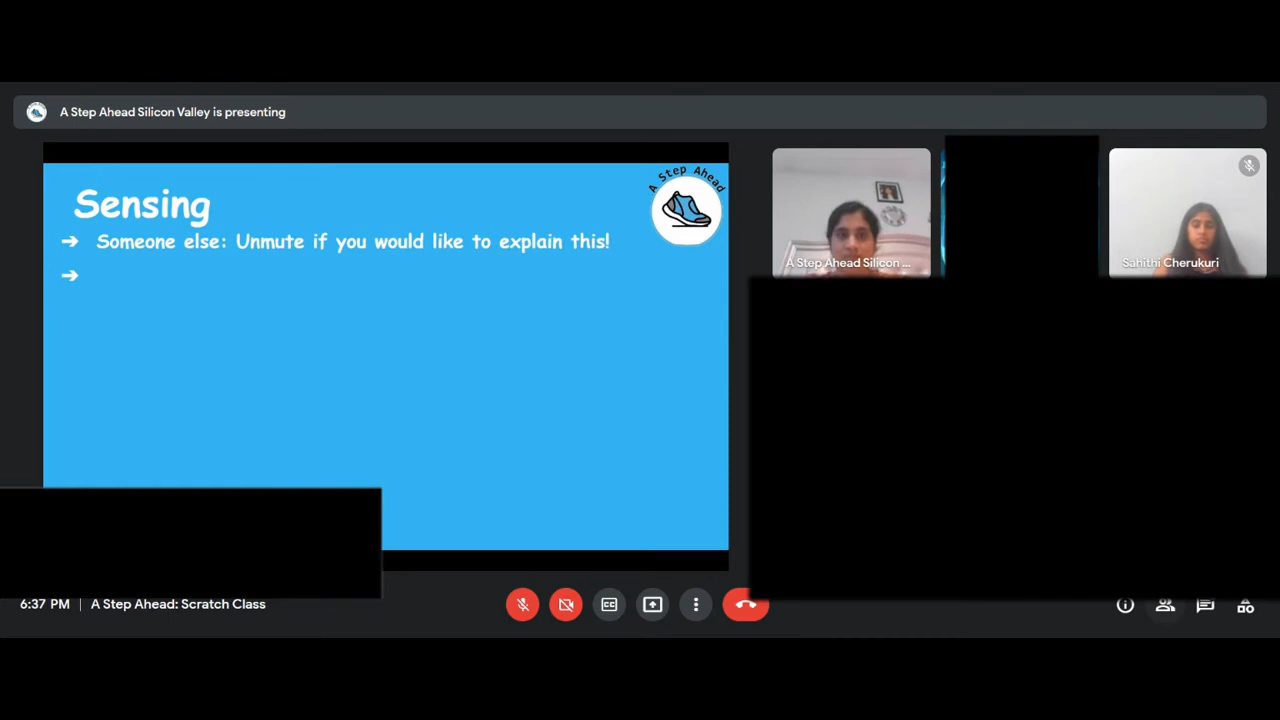 A Step Ahead Silicon Valley is presenting
A Step Ahead
Sensing
➔ Someone else: Unmute if you would like to explain this!
➔
A Step Ahead Silicon ...
Sahithi Cherukuri
6:37 PM | A Step Ahead: Scratch Class
CC